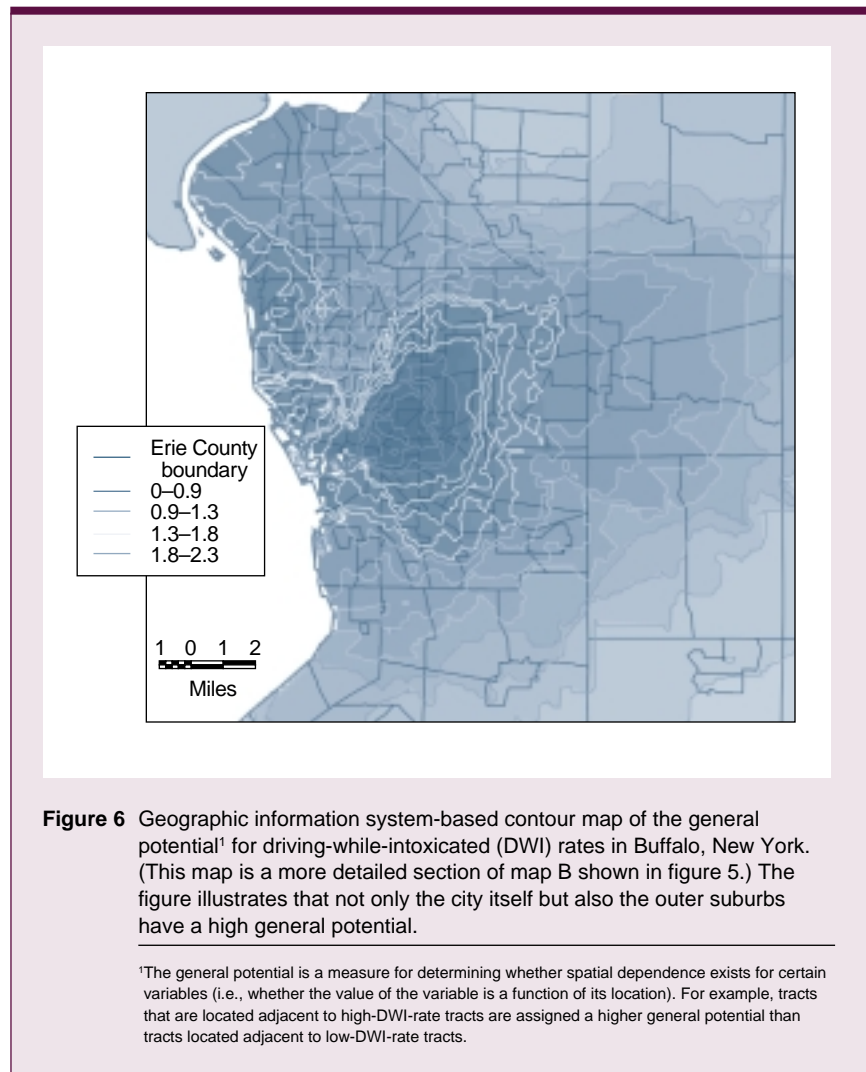 Erie County
boundary
0–0.9
0.9–1.3
1.3–1.8
1.8–2.3
1 0 1 2
Miles
Figure 6 Geographic information system-based contour map of the general
potential¹ for driving-while-intoxicated (DWI) rates in Buffalo, New York.
(This map is a more detailed section of map B shown in figure 5.) The
figure illustrates that not only the city itself but also the outer suburbs
have a high general potential.
¹The general potential is a measure for determining whether spatial dependence exists for certain
variables (i.e., whether the value of the variable is a function of its location). For example, tracts
that are located adjacent to high-DWI-rate tracts are assigned a higher general potential than
tracts located adjacent to low-DWI-rate tracts.